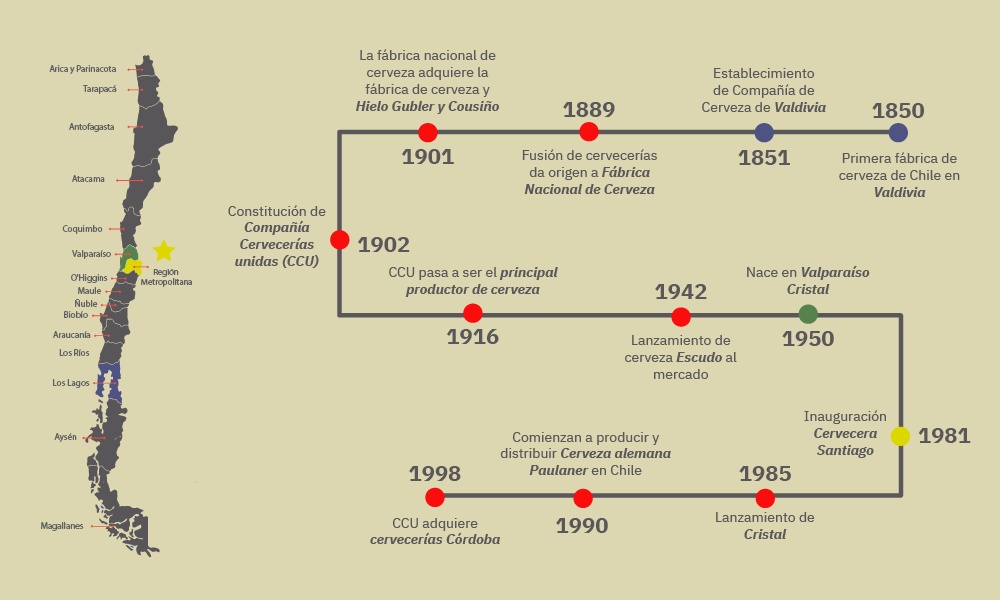 Arica y Parinacota
Tarapacá
Antofagasta
Atacama
Coquimbo
Valparaíso
Región
Metropolitana
O'Higgins
Maule
Ñuble
Biobío
Araucanía
Los Ríos
Los Lagos
Aysén
Magallanes
1850
Primera fábrica de
cerveza de Chile en
Valdivia
Establecimiento
de Compañía de
Cerveza de Valdivia
1851
1889
Fusión de cervecerías
da origen a Fábrica
Nacional de Cerveza
La fábrica nacional de
cerveza adquiere la
fábrica de cerveza y
Hielo Gubler y Cousiño
1901
Constitución de
Compañía
Cervecerías
unidas (CCU)
1902
CCU pasa a ser el principal
productor de cerveza
1916
1942
Lanzamiento de
cerveza Escudo al
mercado
Nace en Valparaíso
Cristal
1950
Inauguración
Cervecera
Santiago
1981
1985
Lanzamiento de
Cristal
Comienzan a producir y
distribuir Cerveza alemana
Paulaner en Chile
1990
1998
CCU adquiere
cervecerías Córdoba